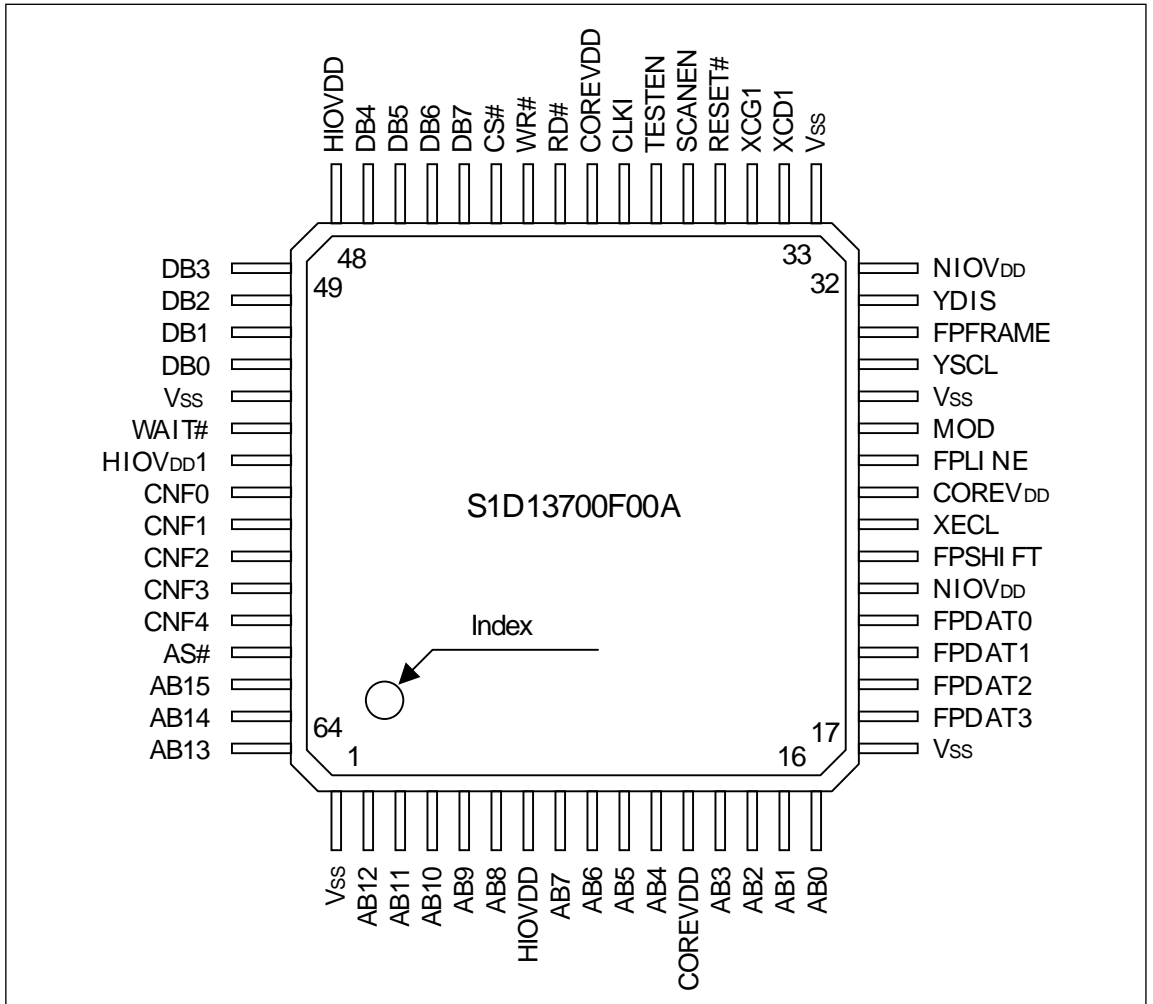 HIOVDD
DB4
DB5
DB6
DB7
CS#
WR#
RD#
COREVDD
CLKI
TESTEN
SCANEN
RESET#
XCG1
XCD1
VSS
48
33
49
32
DB3
DB2
DB1
DB0
VSS
WAIT#
HIOVDD1
CNF0
CNF1
CNF2
CNF3
CNF4
AS#
AB15
AB14
AB13
S1D13700F00A
Index
NIOVDD
YDIS
FPFRAME
YSCL
VSS
MOD
FPLINE
COREVDD
XECL
FPSHIFT
NIOVDD
FPDAT0
FPDAT1
FPDAT2
FPDAT3
VSS
64
17
1
16
VSS
AB12
AB11
AB10
AB9
AB8
HIOVDD
AB7
AB6
AB5
AB4
COREVDD
AB3
AB2
AB1
AB0